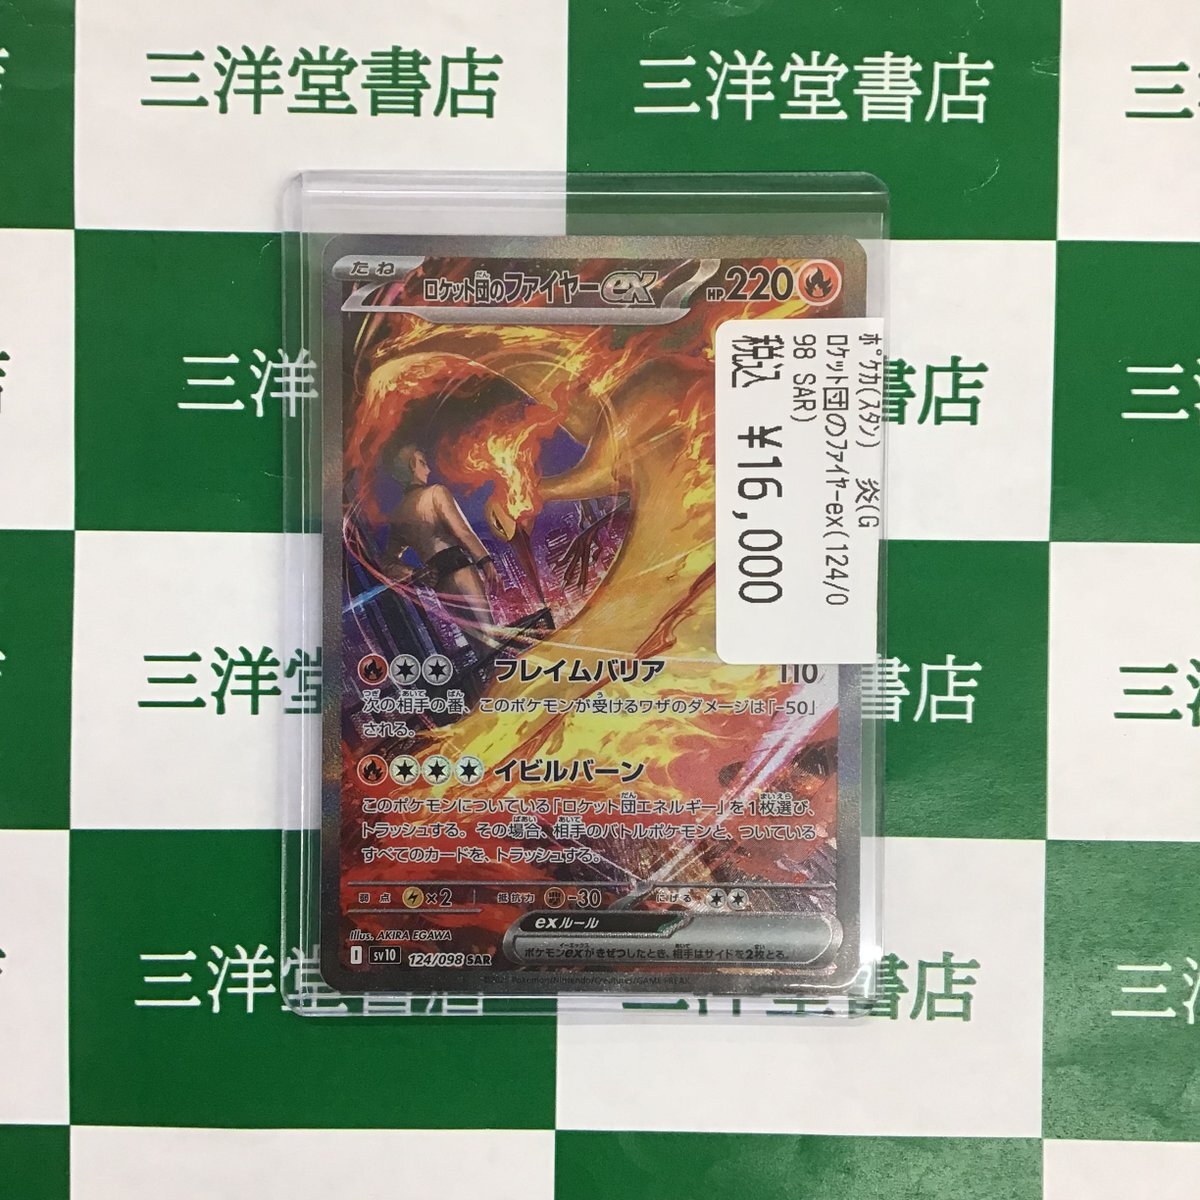 三洋堂書店 三洋堂書店
たね ロケット団のファイヤーex HP220
三洋 書店
ﾎﾟｹｶ(ｽﾀﾝ) 炎(G
ﾛｹｯﾄ団のﾌｧｲﾔｰex(124/0
98 SAR)
税込 ¥16,000
フレイムバリア 110
次の相手の番、このポケモンが受けるワザのダメージは「-50」
される。
三洋堂 書店
イビルバーン
このポケモンについている「ロケット団エネルギー」を1枚選び、
トラッシュする。その場合、相手のバトルポケモンと、ついている
すべてのカードを、トラッシュする。
弱点 ×2 抵抗力 -30 にげる
exルール
ポケモンexがきぜつしたとき、相手はサイドを2枚とる。
Illus. AKIRA EGAWA
I sv10 124/098 SAR
三洋 書店